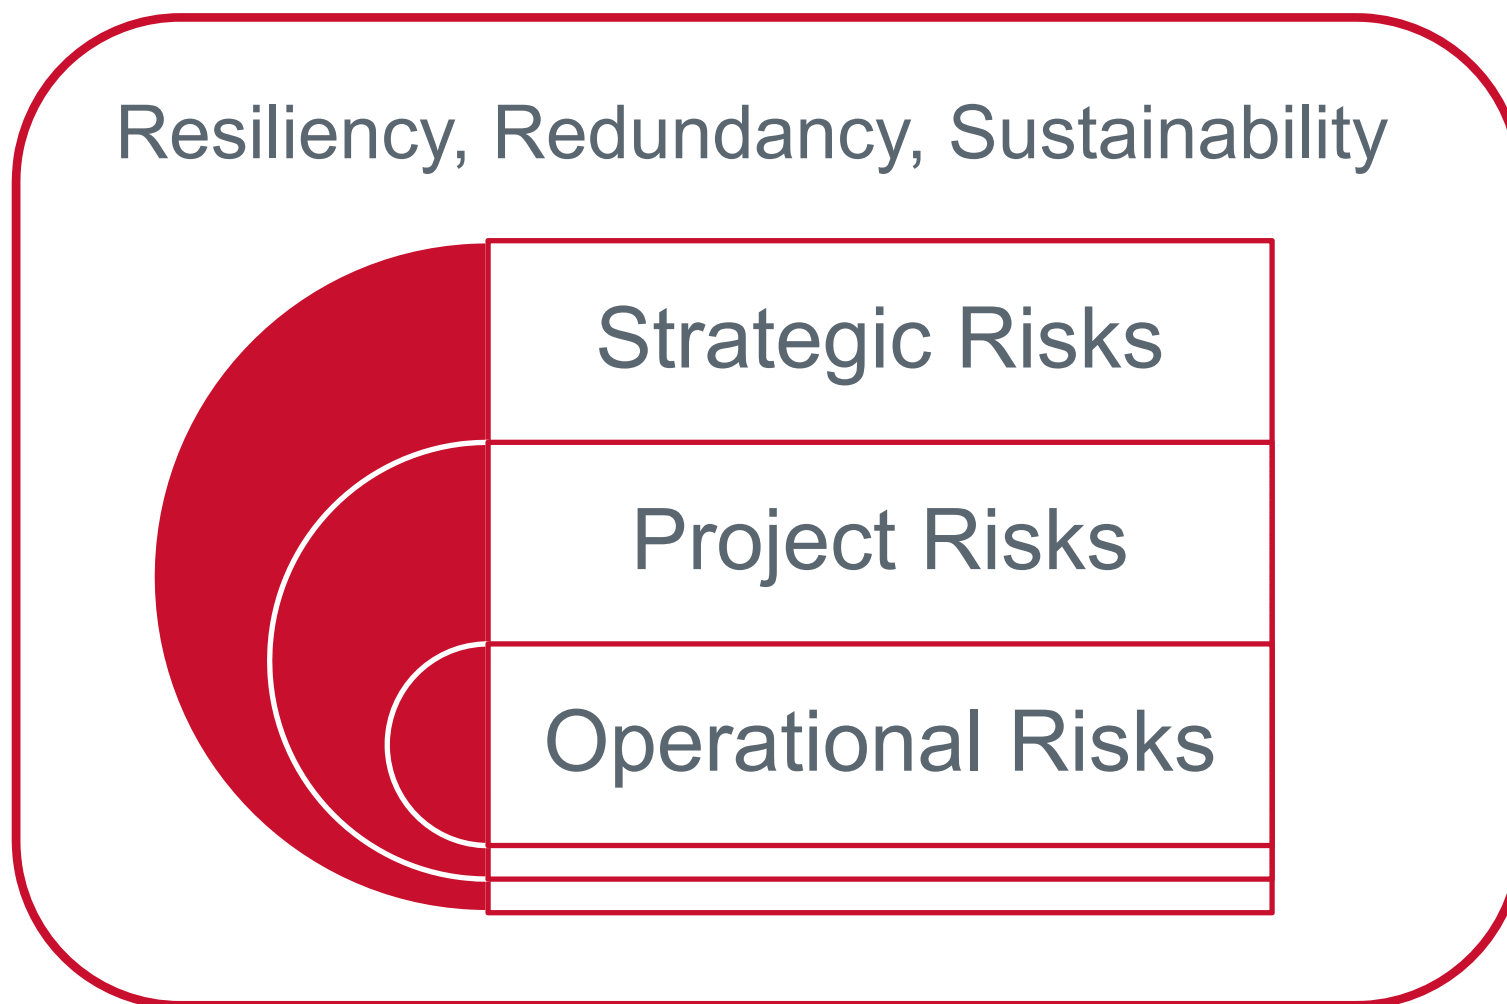 Resiliency, Redundancy, Sustainability
Strategic Risks
Project Risks
Operational Risks